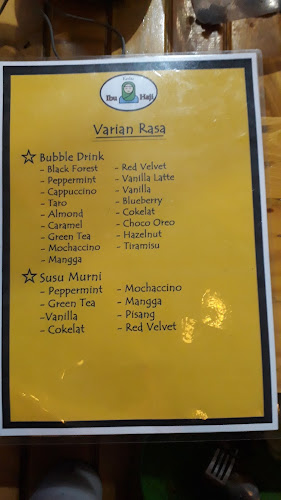 Ibu Haji
Varian Rasa
☆ Bubble Drink
- Black Forest
- Peppermint
- Cappucino
- Taro
- Almond
- Caramel
- Green Tea
- Mochaccino
- Mangga
- Red Velvet
- Vanilla Latte
- Vanilla
- Blueberry
- Cokelat
- Choco Oreo
- Hazelnut
- Tiramisu
☆ Susu Murni
- Peppermint
- Green Tea
-Vanilla
- Cokelat
- Mochaccino
- Mangga
- Pisang
- Red Velvet